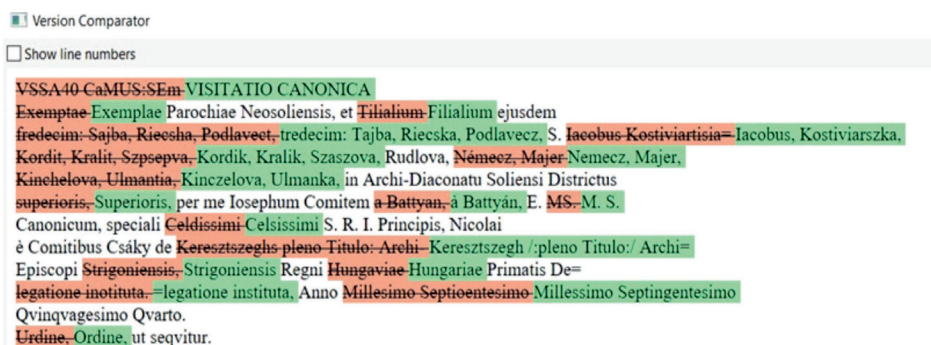 Version Comparator
Show line numbers
VSSA40 CaMUS:SEm VISITATIO CANONICA
Exemptae Exemplae Parochiae Neosoliensis, et Tilialium Filialium ejusdem
fredecim: Sajba, Riecsha, Podlavect, tredecim: Tajba, Riecska, Podlavecz, S. Iacobus Kostiviartisia= Iacobus, Kostiviarszka,
Kordit, Kralit, Szpsepva, Kordik, Kralik, Szaszova, Rudlova, Némecz, Majer Nemecz, Majer,
Kinchelova, Ulmantia, Kinczelova, Ulmanka, in Archi-Diaconatu Soliensi Districtus
superioris, Superioris, per me Iosephum Comitem a Battyan, à Battyán, E. MS. M. S.
Canonicum, speciali Celdissimi Celsissimi S. R. I. Principis, Nicolai
è Comitibus Csáky de Keresztszeghs pleno Titulo: Archi- Keresztszegh /:pleno Titulo:/ Archi=
Episcopi Strigoniensis, Strigoniensis Regni Hungaviae Hungariae Primatis De=
legatione inotituta. =legatione instituta, Anno Millesimo Septioentesimo Millessimo Septingentesimo
Qvinqvagesimo Qvarto.
Urdine, Ordine, ut seqvitur.